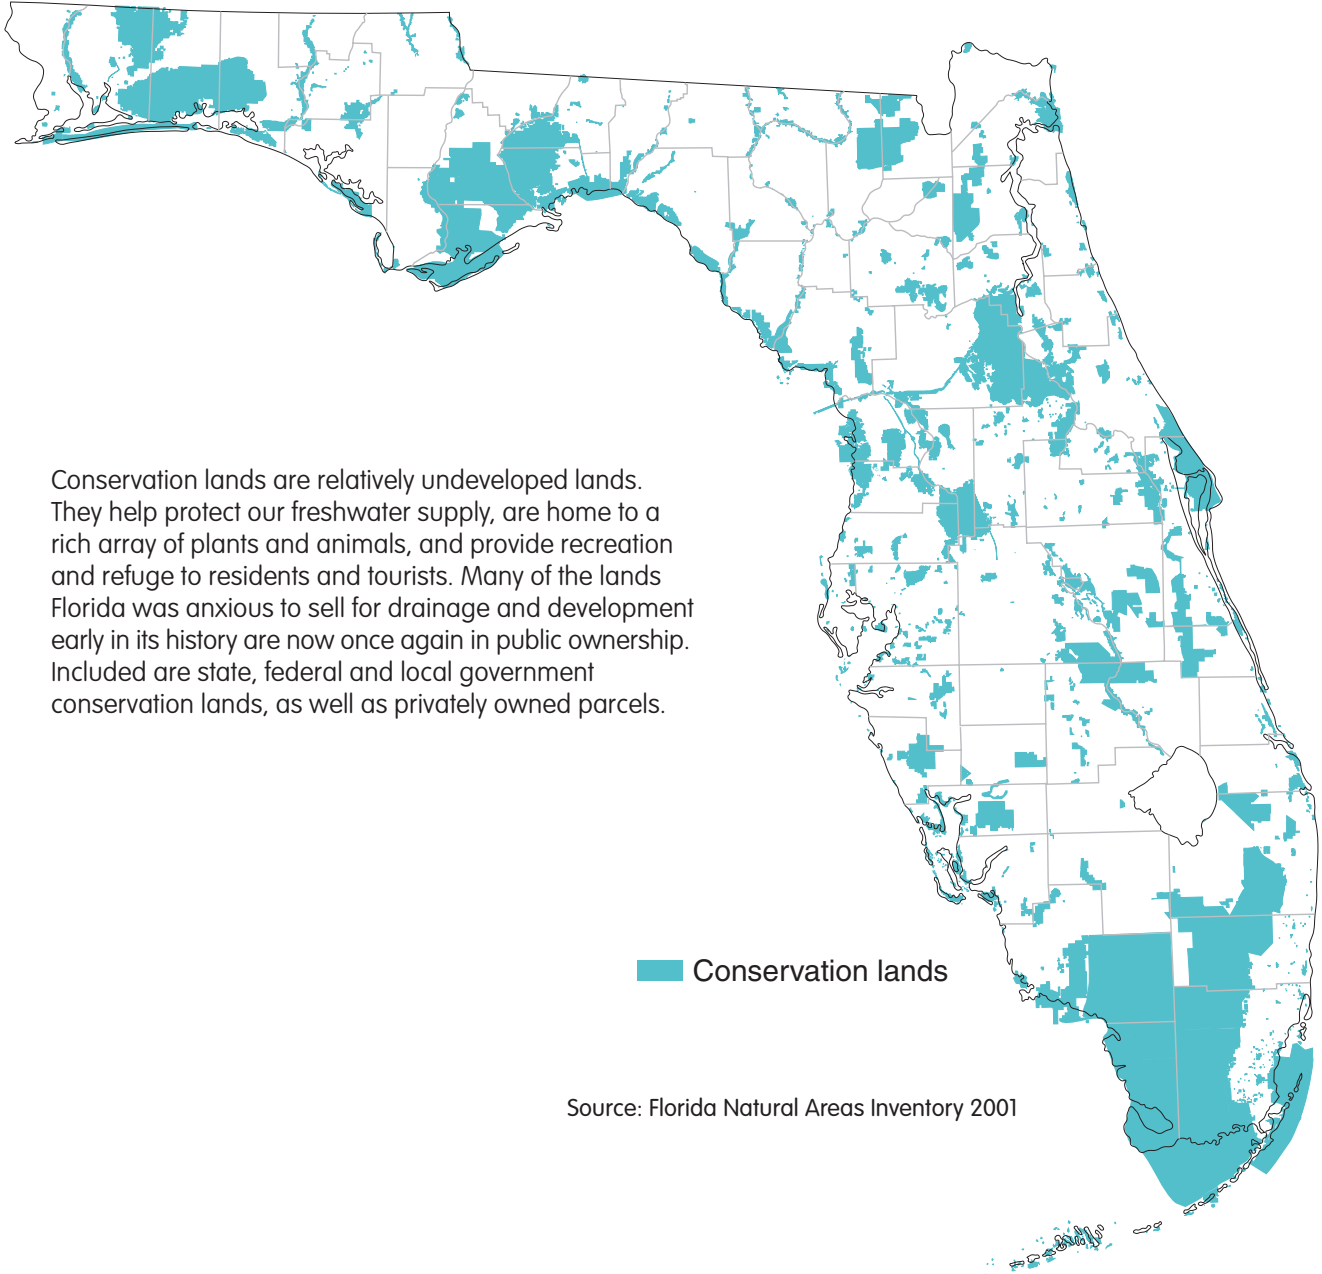 Conservation lands are relatively undeveloped lands.
They help protect our freshwater supply, are home to a
rich array of plants and animals, and provide recreation
and refuge to residents and tourists. Many of the lands
Florida was anxious to sell for drainage and development
early in its history are now once again in public ownership.
Included are state, federal and local government
conservation lands, as well as privately owned parcels.
Conservation lands
Source: Florida Natural Areas Inventory 2001